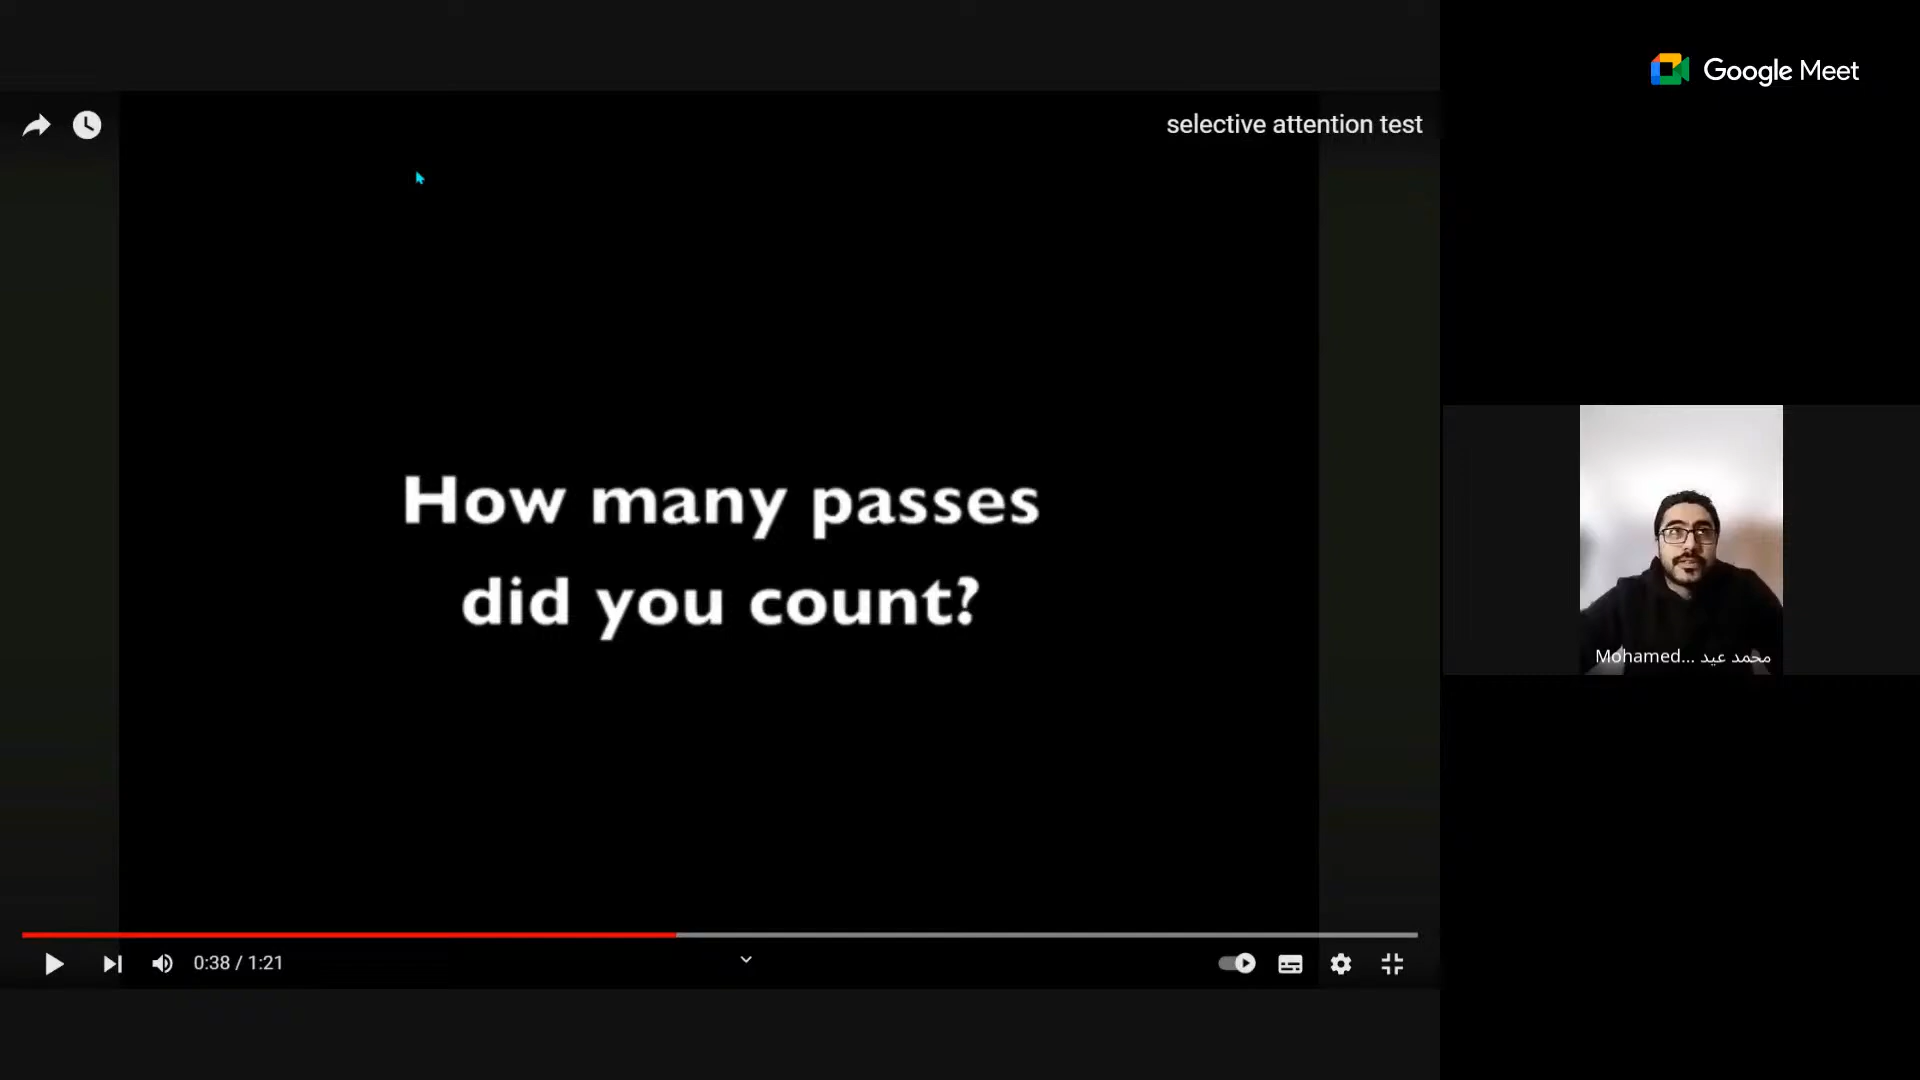 Google Meet
selective attention test
How many passes
did you count?
Mohamed... محمد عيد
0:38 / 1:21